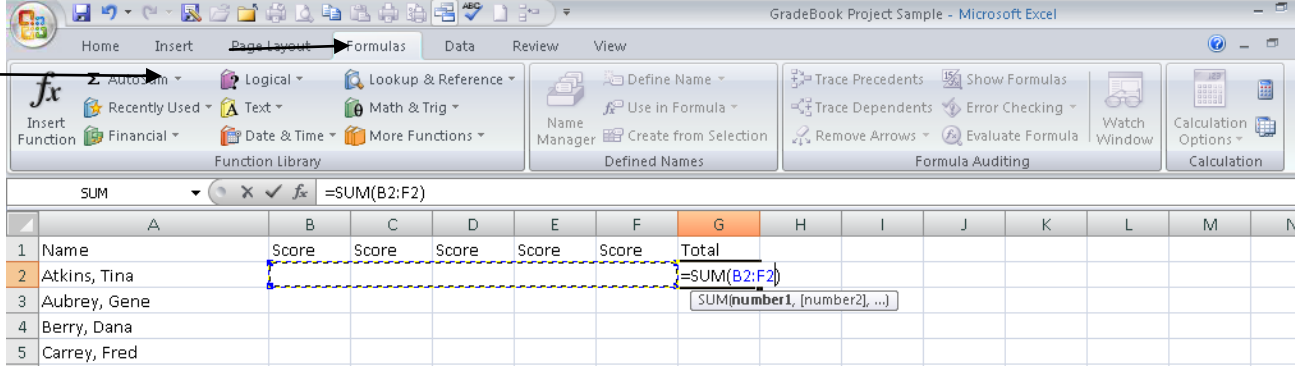 GradeBook Project Sample - Microsoft Excel
Home Insert Page Layout Formulas Data Review View
fx Insert Function
Σ AutoSum
Recently Used
Financial
Logical
Text
Date & Time
Lookup & Reference
Math & Trig
More Functions
Function Library
Name Manager
Define Name
Use in Formula
Create from Selection
Defined Names
Trace Precedents
Trace Dependents
Remove Arrows
Show Formulas
Error Checking
Evaluate Formula
Watch Window
Formula Auditing
Calculation Options
Calculation
SUM fx =SUM(B2:F2)
A B C D E F G H I J K L M N
1 Name Score Score Score Score Score Total
2 Atkins, Tina =SUM(B2:F2)
SUM(number1, [number2], ...)
3 Aubrey, Gene
4 Berry, Dana
5 Carrey, Fred